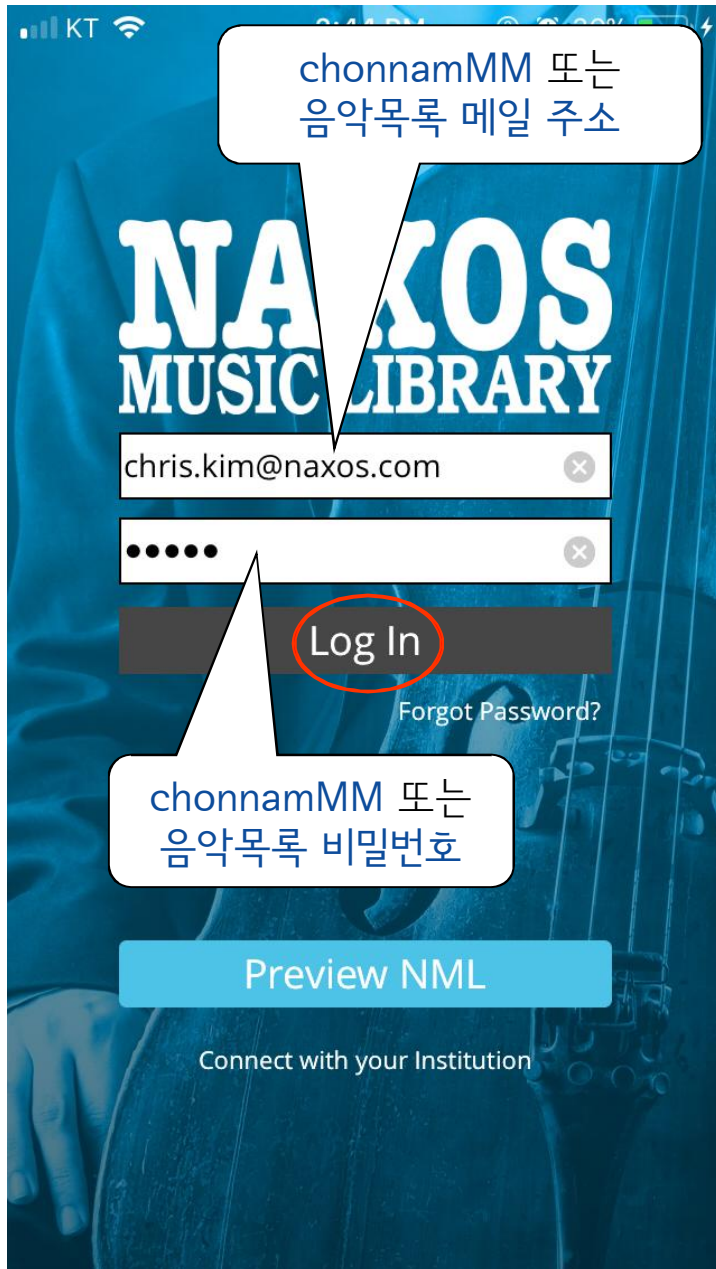 KT
chonnamMM 또는
음악목록 메일 주소
MUSIC
chris.kim@naxos.com
•••••
Log In
Forgot Password?
chonnamMM 또는
음악목록 비밀번호
Preview NML
Connect with your Institution